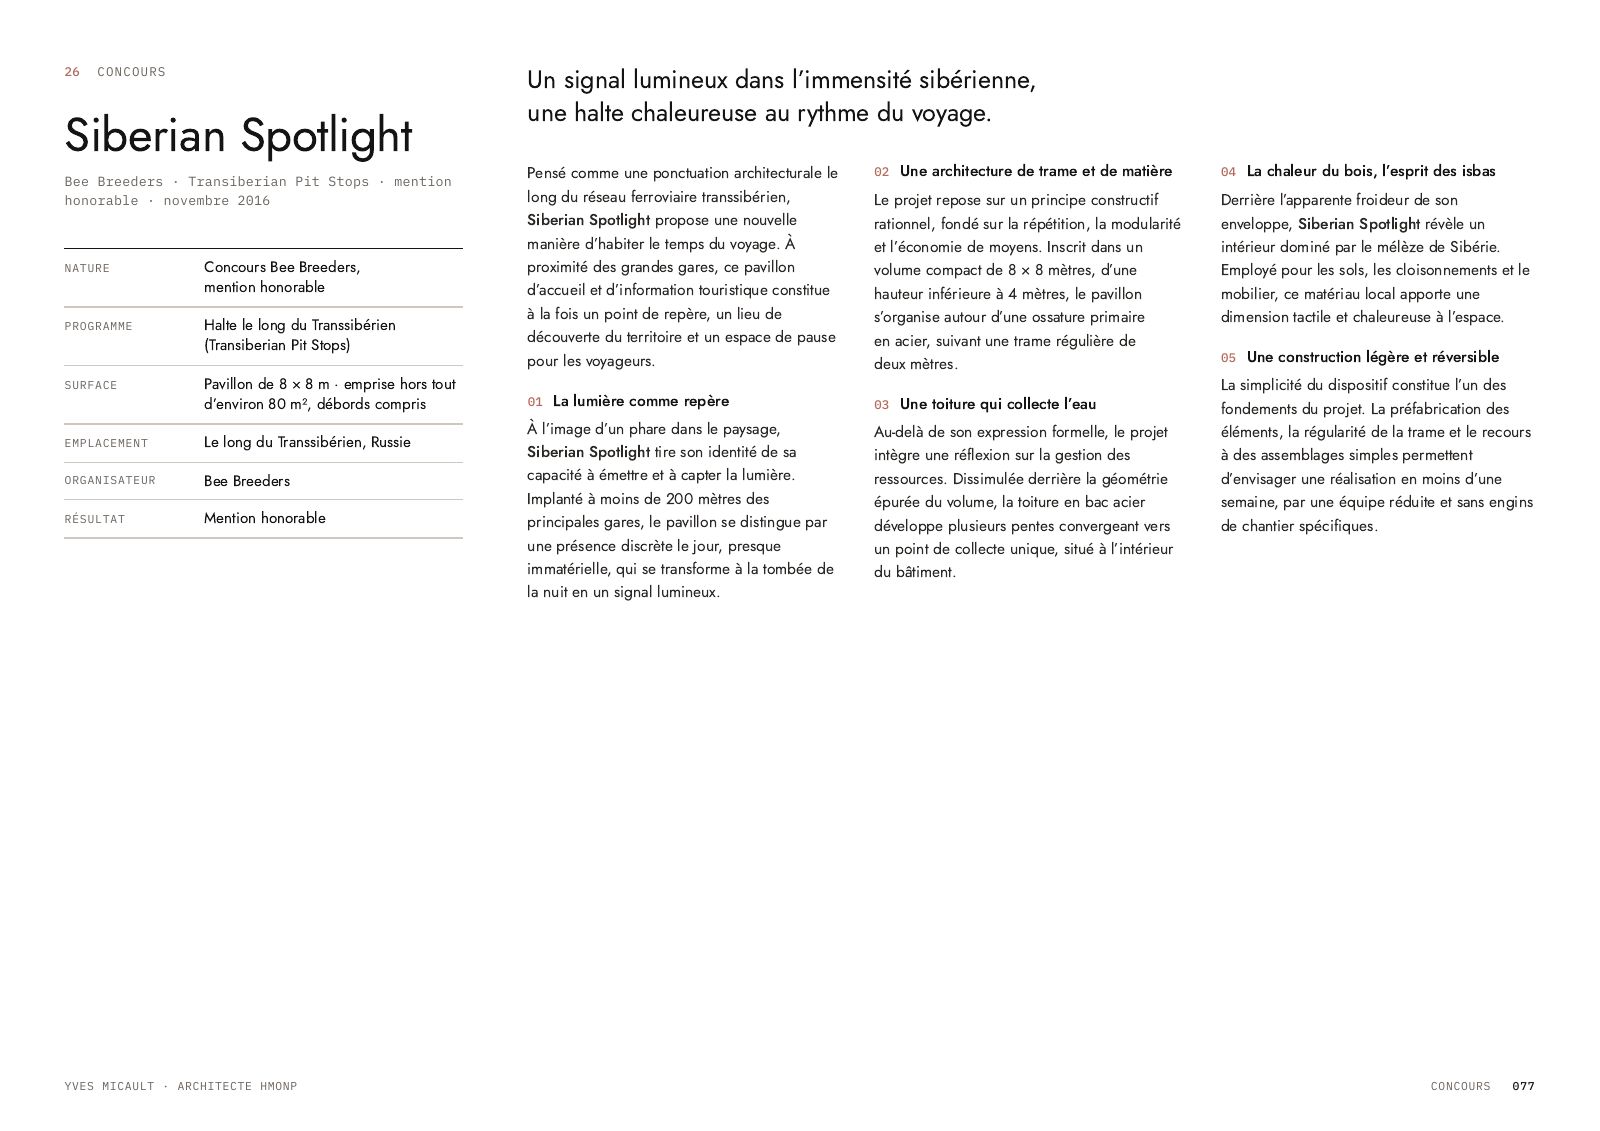 26 CONCOURS
Siberian Spotlight
Bee Breeders · Transiberian Pit Stops · mention
honorable · novembre 2016
NATURE Concours Bee Breeders,
mention honorable
PROGRAMME Halte le long du Transsibérien
(Transiberian Pit Stops)
SURFACE Pavillon de 8 × 8 m · emprise hors tout
d’environ 80 m², débords compris
EMPLACEMENT Le long du Transsibérien, Russie
ORGANISATEUR Bee Breeders
RÉSULTAT Mention honorable
Un signal lumineux dans l’immensité sibérienne,
une halte chaleureuse au rythme du voyage.
Pensé comme une ponctuation architecturale le
long du réseau ferroviaire transsibérien,
Siberian Spotlight propose une nouvelle
manière d’habiter le temps du voyage. À
proximité des grandes gares, ce pavillon
d’accueil et d’information touristique constitue
à la fois un point de repère, un lieu de
découverte du territoire et un espace de pause
pour les voyageurs.
01 La lumière comme repère
À l’image d’un phare dans le paysage,
Siberian Spotlight tire son identité de sa
capacité à émettre et à capter la lumière.
Implanté à moins de 200 mètres des
principales gares, le pavillon se distingue par
une présence discrète le jour, presque
immatérielle, qui se transforme à la tombée de
la nuit en un signal lumineux.
02 Une architecture de trame et de matière
Le projet repose sur un principe constructif
rationnel, fondé sur la répétition, la modularité
et l’économie de moyens. Inscrit dans un
volume compact de 8 × 8 mètres, d’une
hauteur inférieure à 4 mètres, le pavillon
s’organise autour d’une ossature primaire
en acier, suivant une trame régulière de
deux mètres.
03 Une toiture qui collecte l’eau
Au-delà de son expression formelle, le projet
intègre une réflexion sur la gestion des
ressources. Dissimulée derrière la géométrie
épurée du volume, la toiture en bac acier
développe plusieurs pentes convergeant vers
un point de collecte unique, situé à l’intérieur
du bâtiment.
04 La chaleur du bois, l’esprit des isbas
Derrière l’apparente froideur de son
enveloppe, Siberian Spotlight révèle un
intérieur dominé par le mélèze de Sibérie.
Employé pour les sols, les cloisonnements et le
mobilier, ce matériau local apporte une
dimension tactile et chaleureuse à l’espace.
05 Une construction légère et réversible
La simplicité du dispositif constitue l’un des
fondements du projet. La préfabrication des
éléments, la régularité de la trame et le recours
à des assemblages simples permettent
d’envisager une réalisation en moins d’une
semaine, par une équipe réduite et sans engins
de chantier spécifiques.
YVES MICAULT · ARCHITECTE HMONP
CONCOURS 077